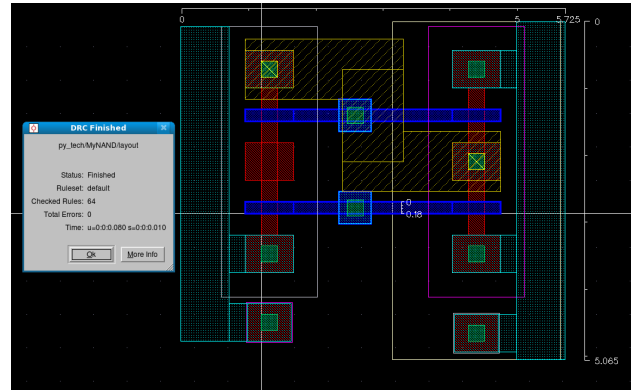 0
5
5.725
0
DRC Finished
py_tech/MyNAND/layout
Status: Finished
Ruleset: default
Checked Rules: 64
Total Errors: 0
Time: u=0:0:0.080 s=0:0:0.010
Ok
More Info
0
0.18
5.065